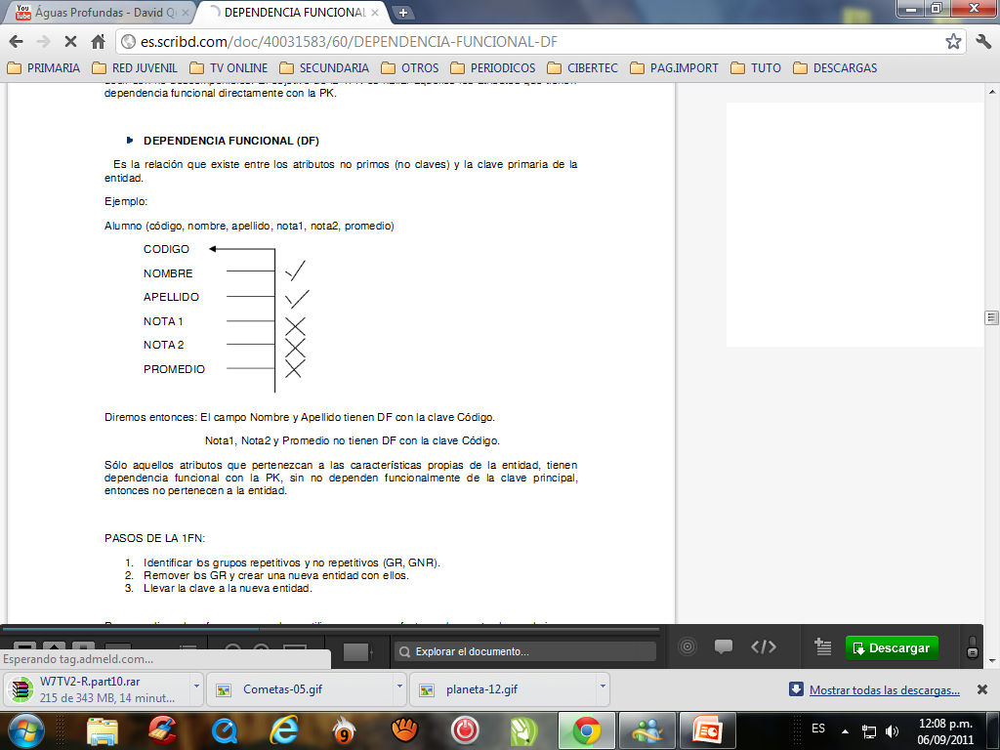 Águas Profundas - David Qu
DEPENDENCIA FUNCIONAL
es.scribd.com/doc/40031583/60/DEPENDENCIA-FUNCIONAL-DF
PRIMARIA RED JUVENIL TV ONLINE SECUNDARIA OTROS PERIODICOS CIBERTEC PAG.IMPORT TUTO DESCARGAS
dependencia funcional directamente con la PK.
DEPENDENCIA FUNCIONAL (DF)
Es la relación que existe entre los atributos no primos (no claves) y la clave primaria de la
entidad.
Ejemplo:
Alumno (código, nombre, apellido, nota1, nota2, promedio)
CODIGO
NOMBRE
APELLIDO
NOTA 1
NOTA 2
PROMEDIO
Diremos entonces: El campo Nombre y Apellido tienen DF con la clave Código.
Nota1, Nota2 y Promedio no tienen DF con la clave Código.
Sólo aquellos atributos que pertenezcan a las características propias de la entidad, tienen
dependencia funcional con la PK, sin no dependen funcionalmente de la clave principal,
entonces no pertenecen a la entidad.
PASOS DE LA 1FN:
1. Identificar los grupos repetitivos y no repetitivos (GR, GNR).
2. Remover los GR y crear una nueva entidad con ellos.
3. Llevar la clave a la nueva entidad.
Explorar el documento...
Descargar
Esperando tag.admeld.com...
W7TV2-R.part10.rar
215 de 343 MB, 14 minut...
Cometas-05.gif
planeta-12.gif
Mostrar todas las descargas...
ES
12:08 p.m.
06/09/2011